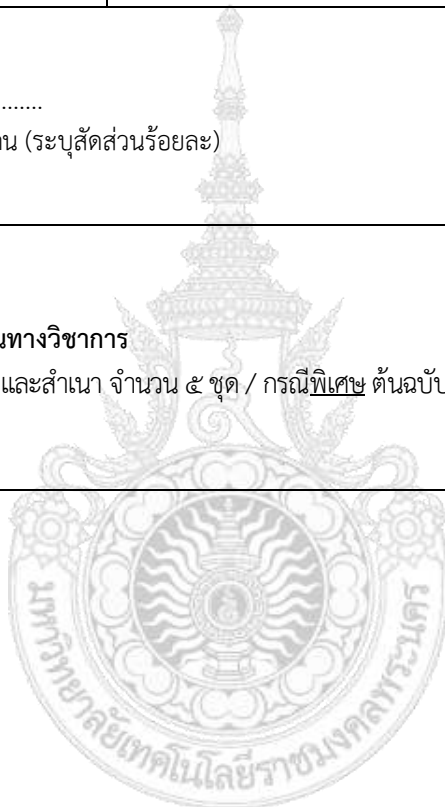 ........
าน (ระบุสัดส่วนร้อยละ)
นทางวิชาการ
และสำเนา จำนวน ๕ ชุด / กรณีพิเศษ ต้นฉบับ
มหาวิทยาลัยเทคโนโลยีราชมงคลพระนคร